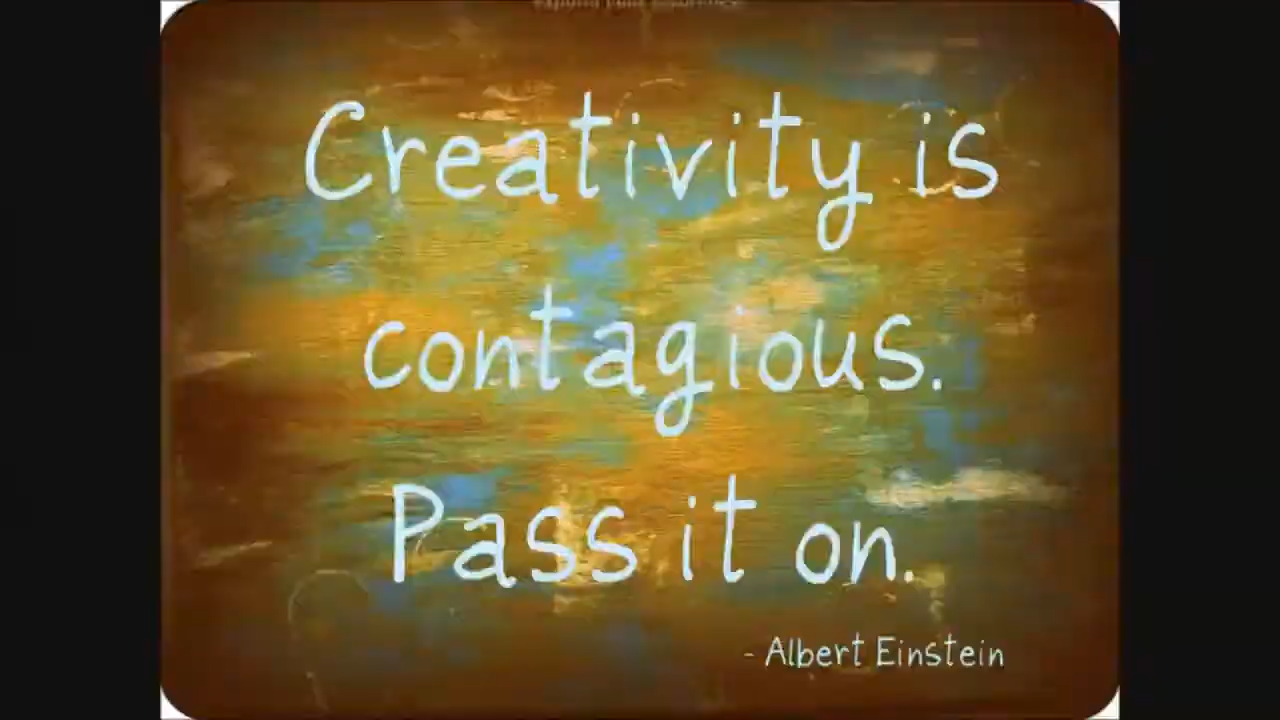 Creativity is
contagious.
Pass it on.
- Albert Einstein